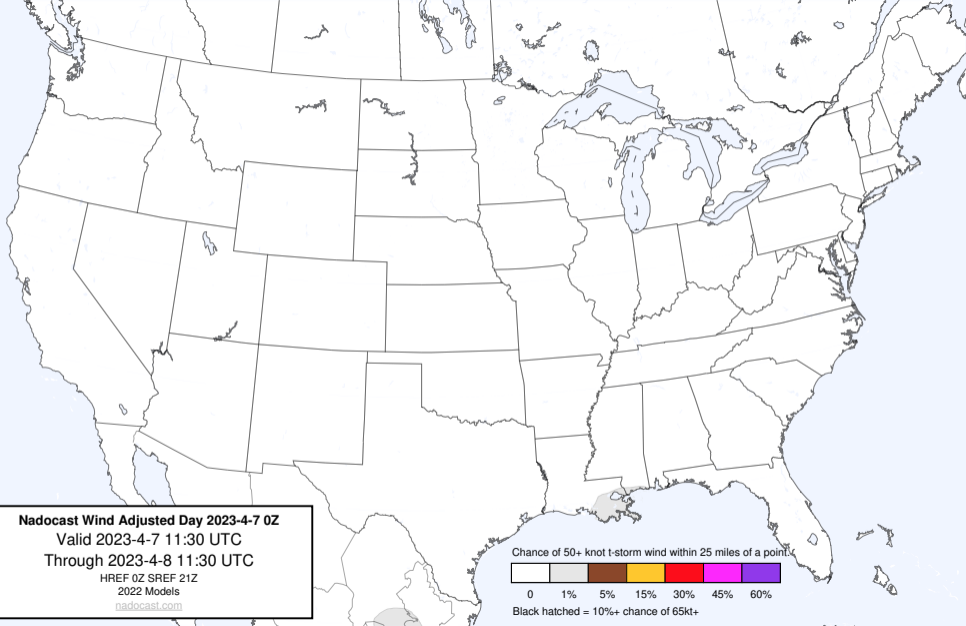 Nadocast Wind Adjusted Day 2023-4-7 0Z
Valid 2023-4-7 11:30 UTC
Through 2023-4-8 11:30 UTC
HREF 0Z SREF 21Z
2022 Models
nadocast.com
Chance of 50+ knot t-storm wind within 25 miles of a point.
0 1% 5% 15% 30% 45% 60%
Black hatched = 10%+ chance of 65kt+